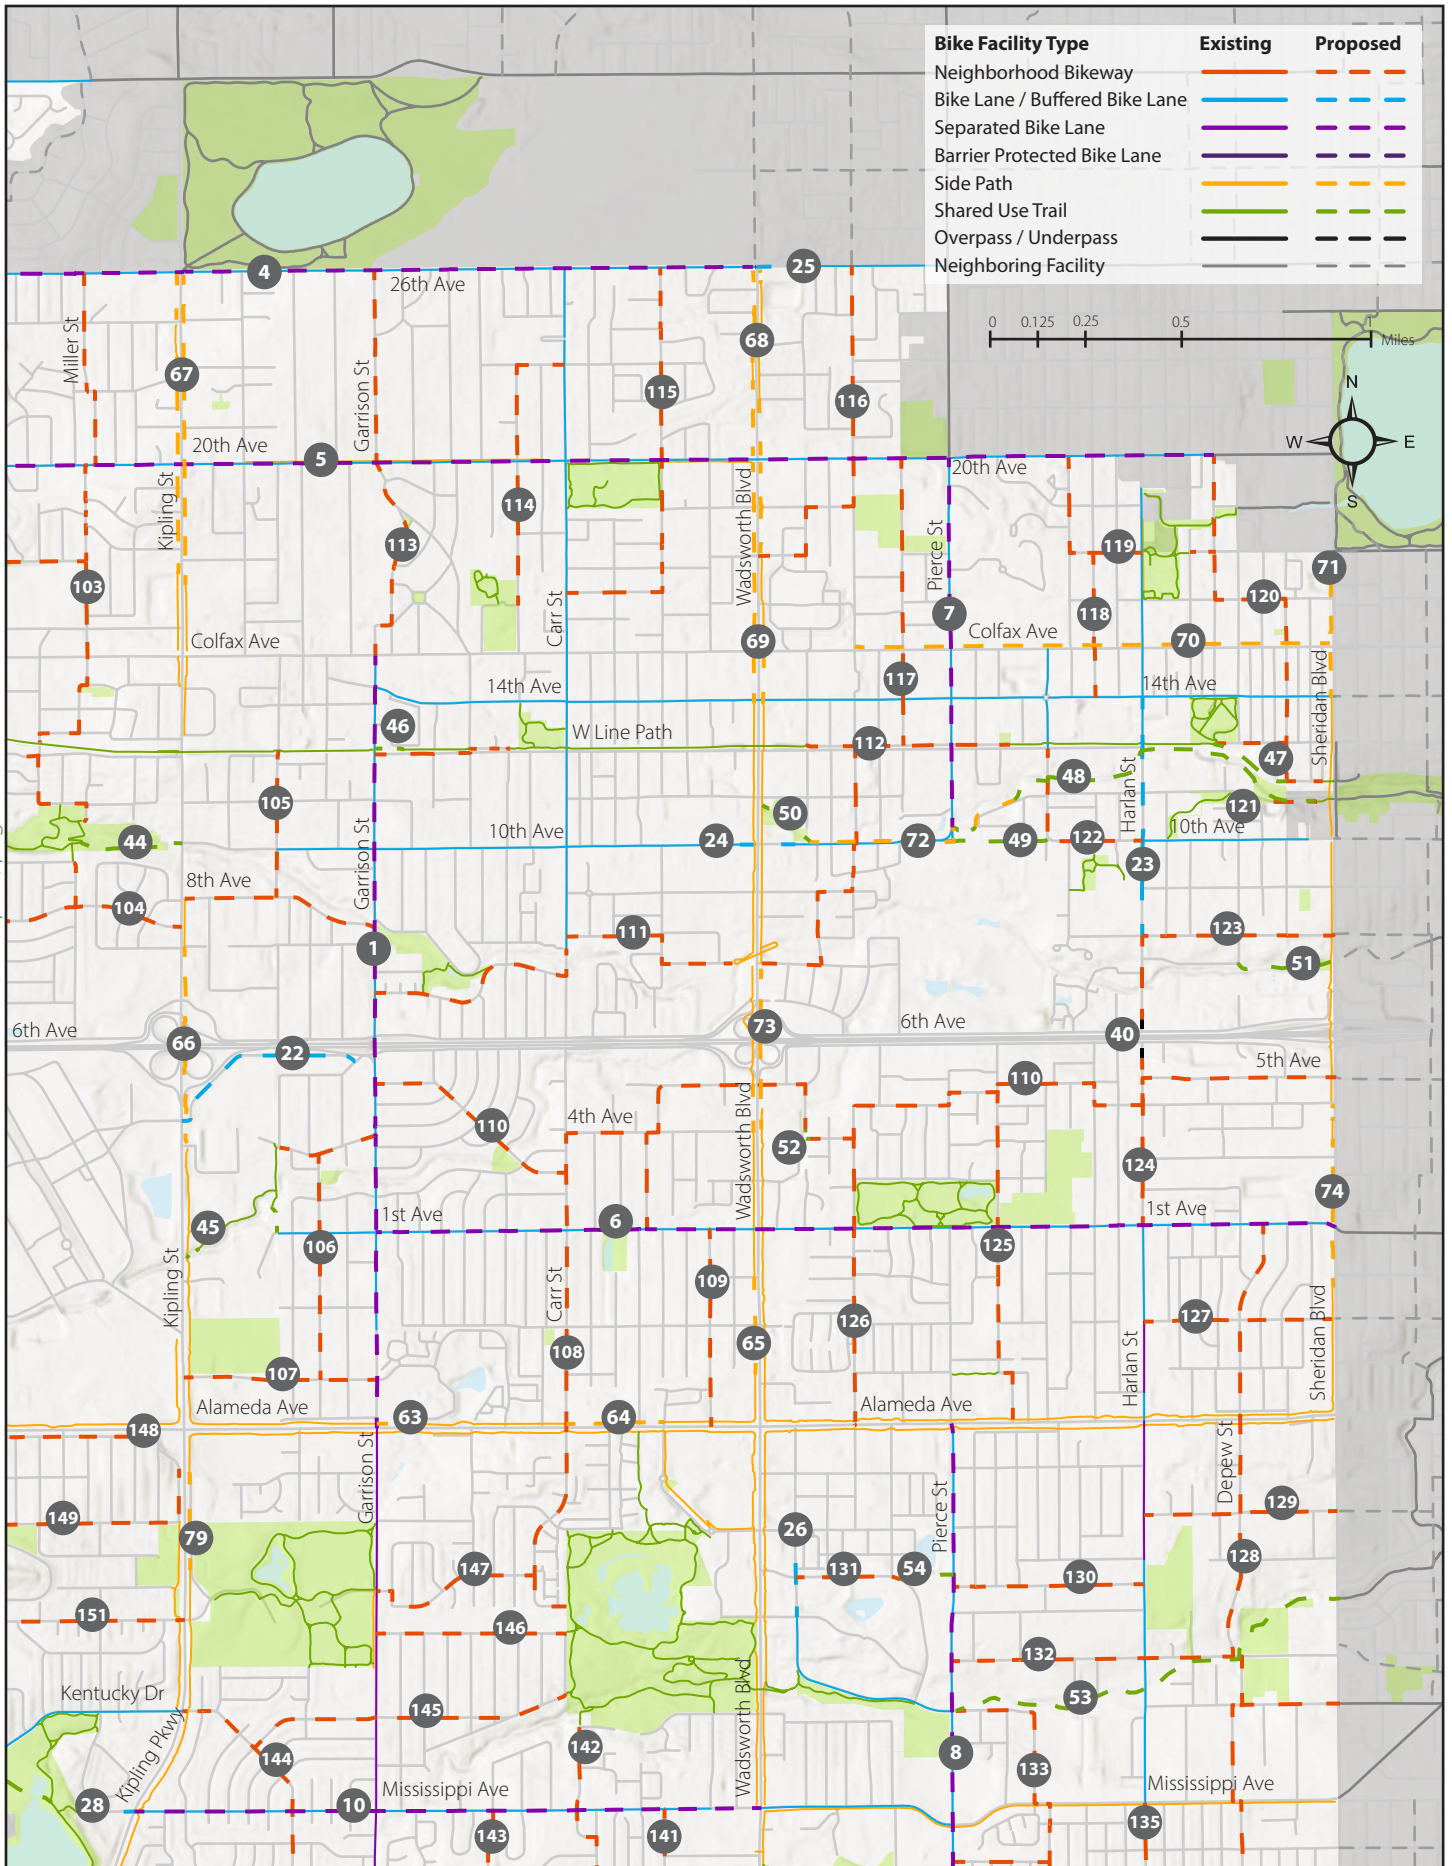 Bike Facility Type Existing Proposed
Neighborhood Bikeway
Bike Lane / Buffered Bike Lane
Separated Bike Lane
Barrier Protected Bike Lane
Side Path
Shared Use Trail
Overpass / Underpass
Neighboring Facility
4
25
26th Ave
0 0.125 0.25 0.5 1
Miles
N
W E
S
Miller St
67
Garrison St
68
115
116
20th Ave
5
20th Ave
Kipling St
114
Wadsworth Blvd
113
Pierce St
119
71
103
Carr St
120
7
118
Colfax Ave
69
Colfax Ave
70
117
14th Ave
14th Ave
Sheridan Blvd
46
W Line Path
112
47
48
Harlan St
105
50
121
44
Garrison St
10th Ave
24
72
49
122
10th Ave
23
8th Ave
104
111
123
1
51
6th Ave
66
22
73
6th Ave
40
5th Ave
110
110
4th Ave
Wadsworth Blvd
52
124
74
45
1st Ave
6
1st Ave
106
125
Kipling St
Carr St
109
126
127
Sheridan Blvd
108
65
Harlan St
107
Alameda Ave
63
64
Alameda Ave
148
Garrison St
Depew St
149
79
Pierce St
129
26
147
131
54
130
128
151
146
132
Kentucky Dr
145
53
Wadsworth Blvd
Kipling Pkwy
144
142
8
133
28
10
Mississippi Ave
Mississippi Ave
143
141
135